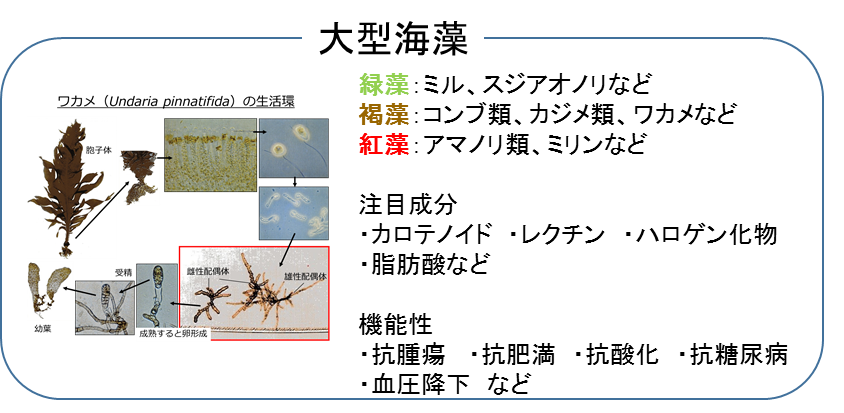 大型海藻
ワカメ（Undaria pinnatifida）の生活環
胞子体
雌性配偶体
雄性配偶体
受精
幼葉
成熟すると卵形成
緑藻：ミル、スジアオノリなど
褐藻：コンブ類、カジメ類、ワカメなど
紅藻：アマノリ類、ミリンなど
注目成分
・カロテノイド ・レクチン ・ハロゲン化物
・脂肪酸など
機能性
・抗腫瘍 ・抗肥満 ・抗酸化 ・抗糖尿病
・血圧降下 など